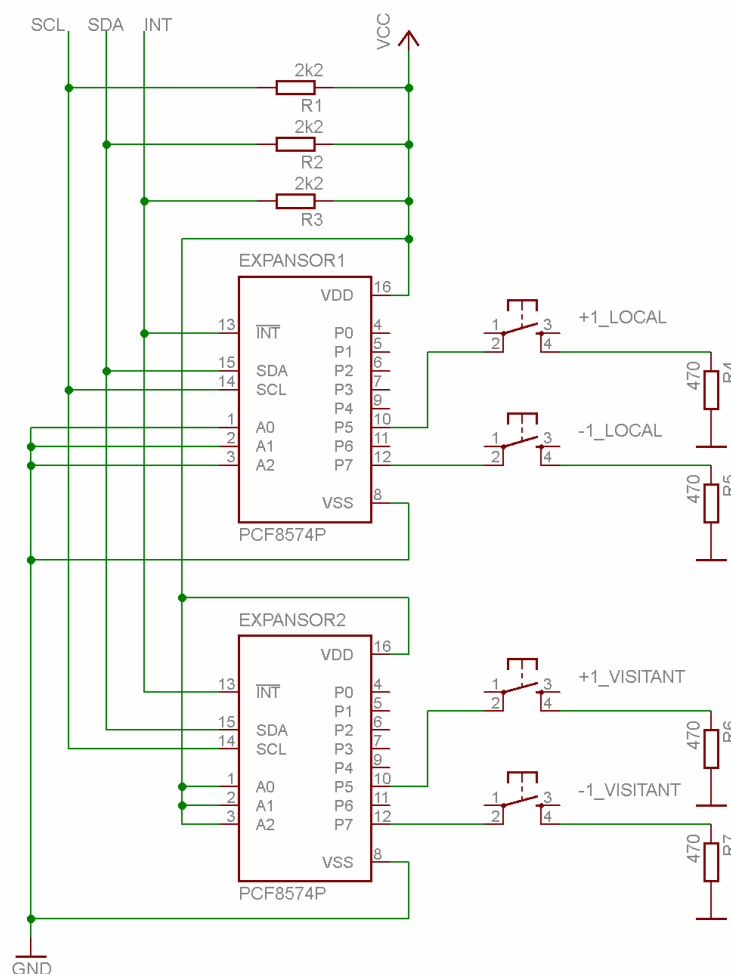 SCL SDA INT VCC
2k2
R1
2k2
R2
2k2
R3
EXPANSOR1
VDD 16
13 INT P0 4
P1 5
15 SDA P2 6
14 SCL P3 7
P4 9
1 A0 P5 10
2 A1 P6 11
3 A2 P7 12
VSS 8
PCF8574P
1 3 +1_LOCAL
2 4
470 R4
1 3 -1_LOCAL
2 4
470 R5
EXPANSOR2
VDD 16
13 INT P0 4
P1 5
15 SDA P2 6
14 SCL P3 7
P4 9
1 A0 P5 10
2 A1 P6 11
3 A2 P7 12
VSS 8
PCF8574P
1 3 +1_VISITANT
2 4
470 R6
1 3 -1_VISITANT
2 4
470 R7
GND